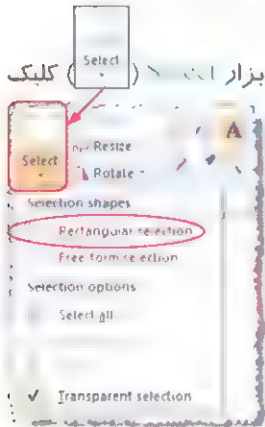 Select
بزار ( ) کلیک
Select
Resize
Rotate
A
Selection shapes
Rectangular selection
Free form selection
Selection options
Select all
✓ Transparent selection